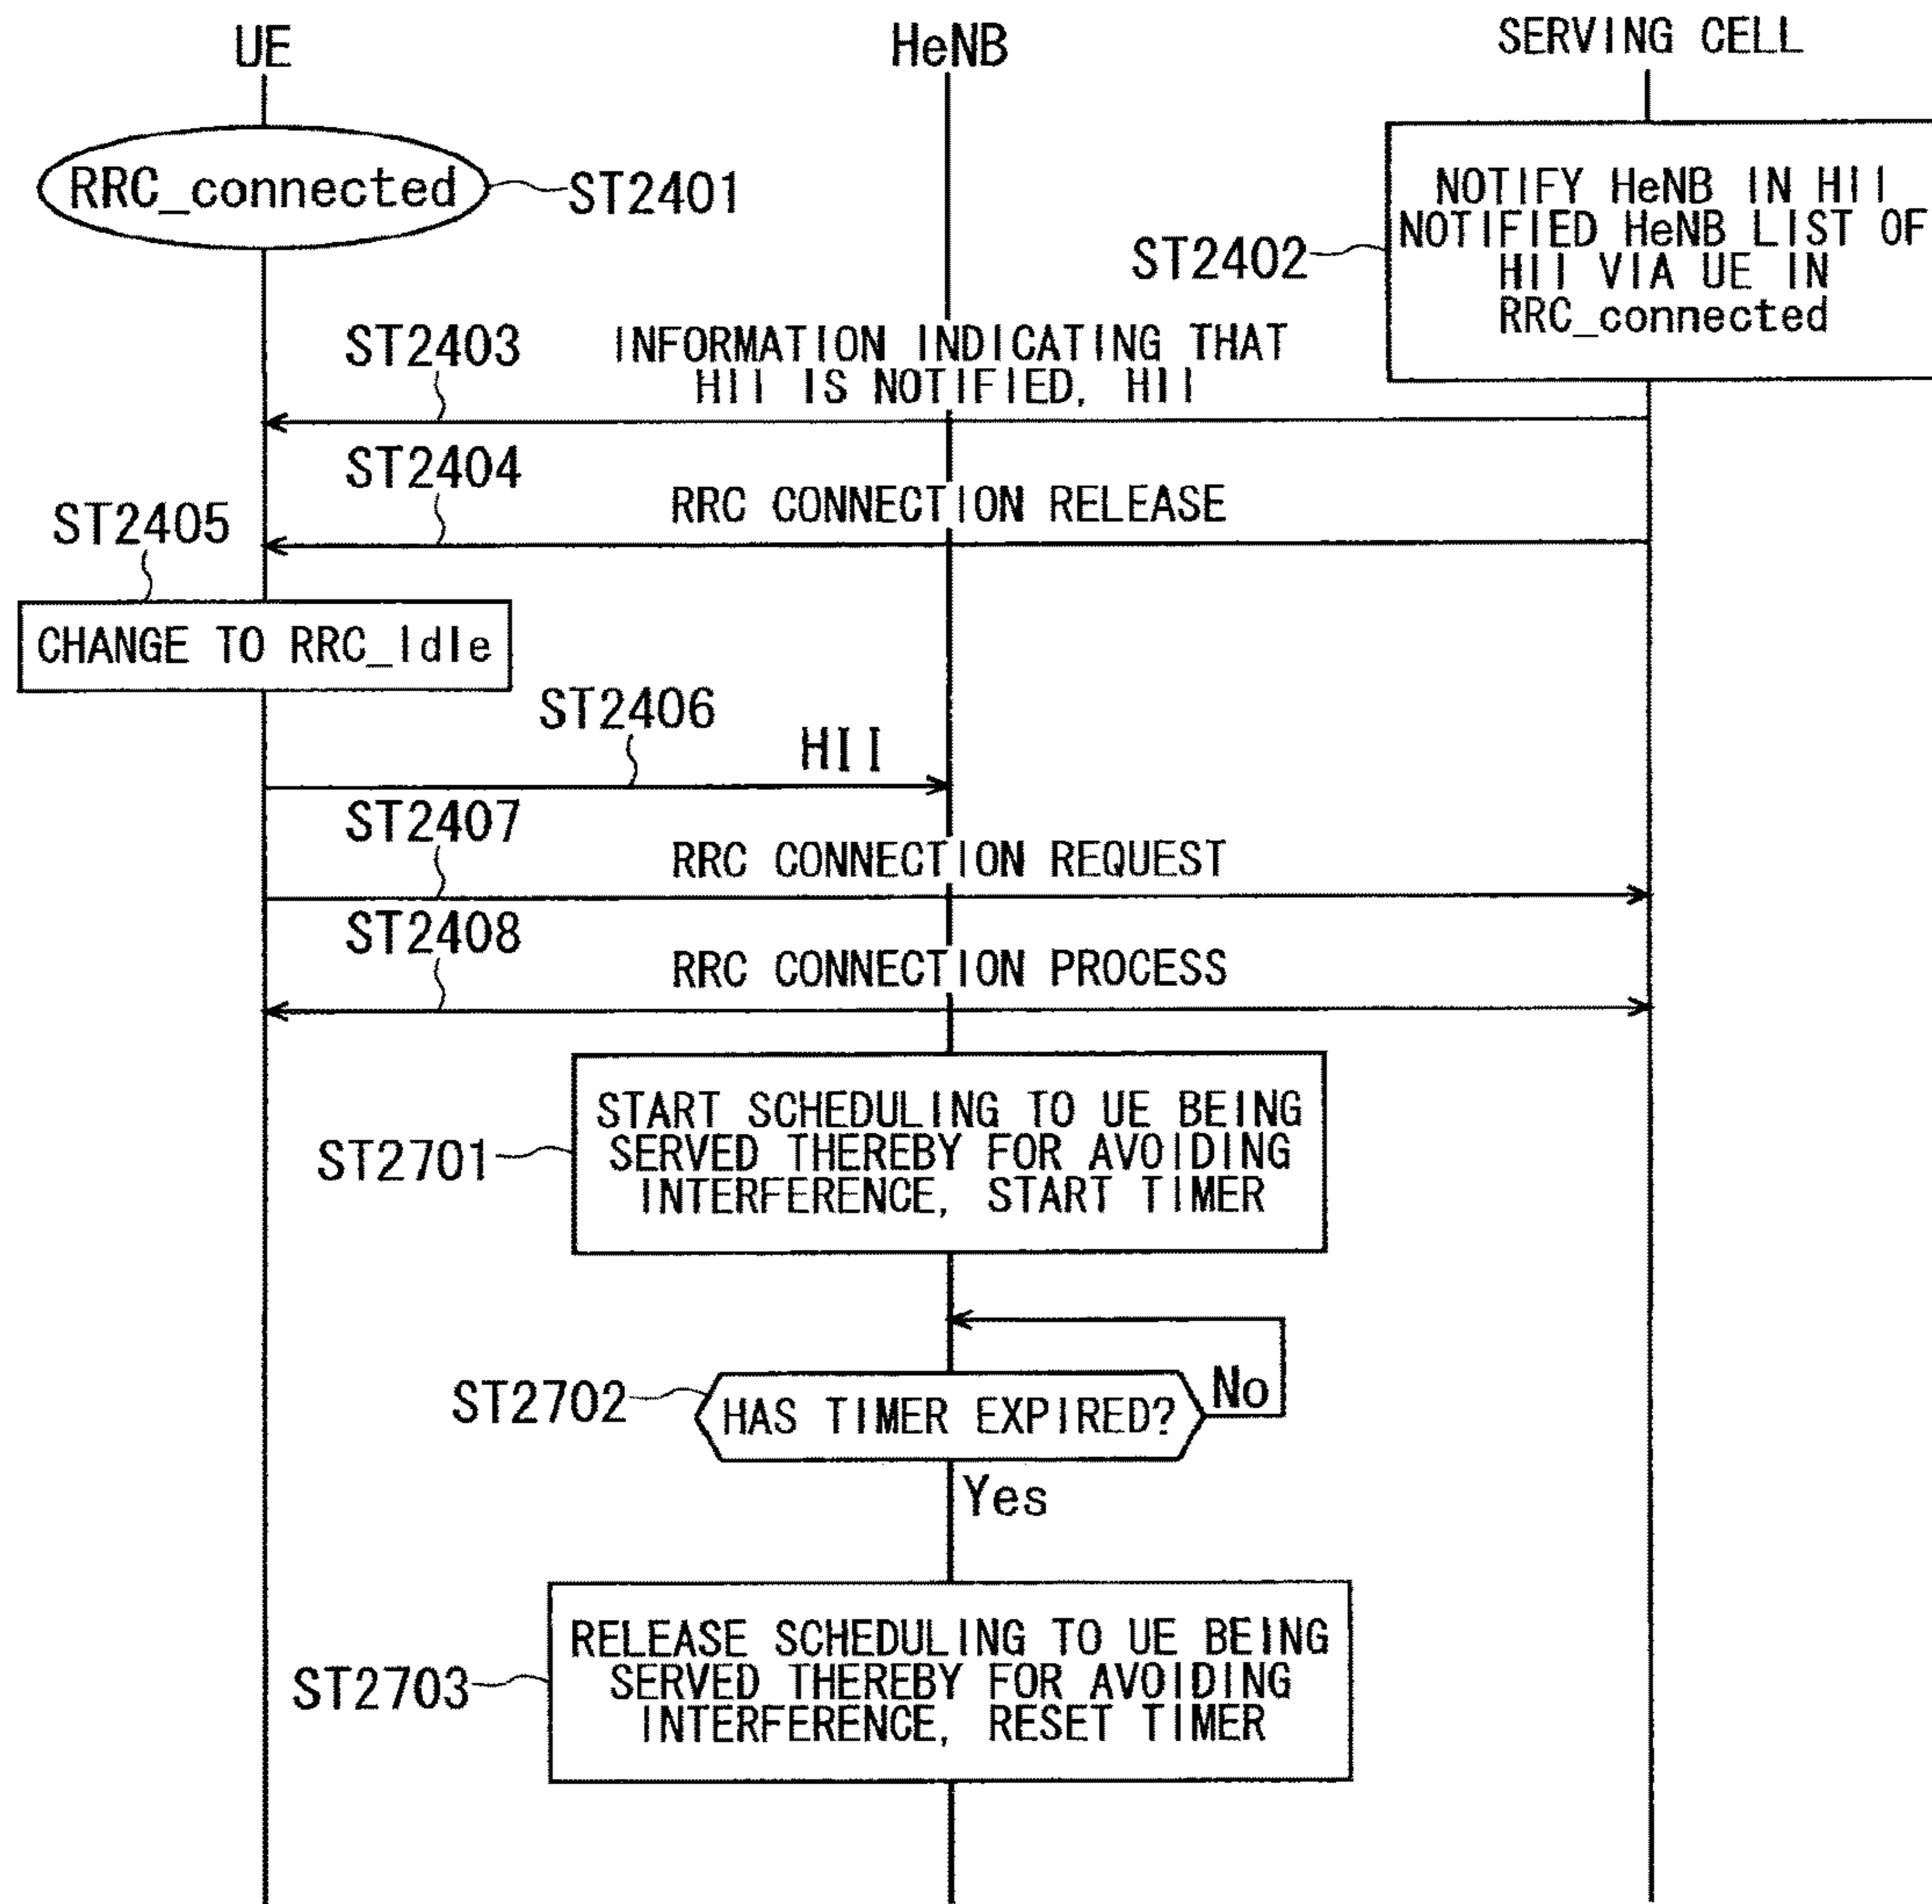 UE
HeNB
SERVING CELL
RRC_connected
ST2401
ST2402
NOTIFY HeNB IN HII
NOTIFIED HeNB LIST OF
HII VIA UE IN
RRC_connected
ST2403
INFORMATION INDICATING THAT
HII IS NOTIFIED, HII
ST2404
RRC CONNECTION RELEASE
ST2405
CHANGE TO RRC_Idle
ST2406
HII
ST2407
RRC CONNECTION REQUEST
ST2408
RRC CONNECTION PROCESS
ST2701
START SCHEDULING TO UE BEING
SERVED THEREBY FOR AVOIDING
INTERFERENCE, START TIMER
ST2702
HAS TIMER EXPIRED?
No
Yes
ST2703
RELEASE SCHEDULING TO UE BEING
SERVED THEREBY FOR AVOIDING
INTERFERENCE, RESET TIMER